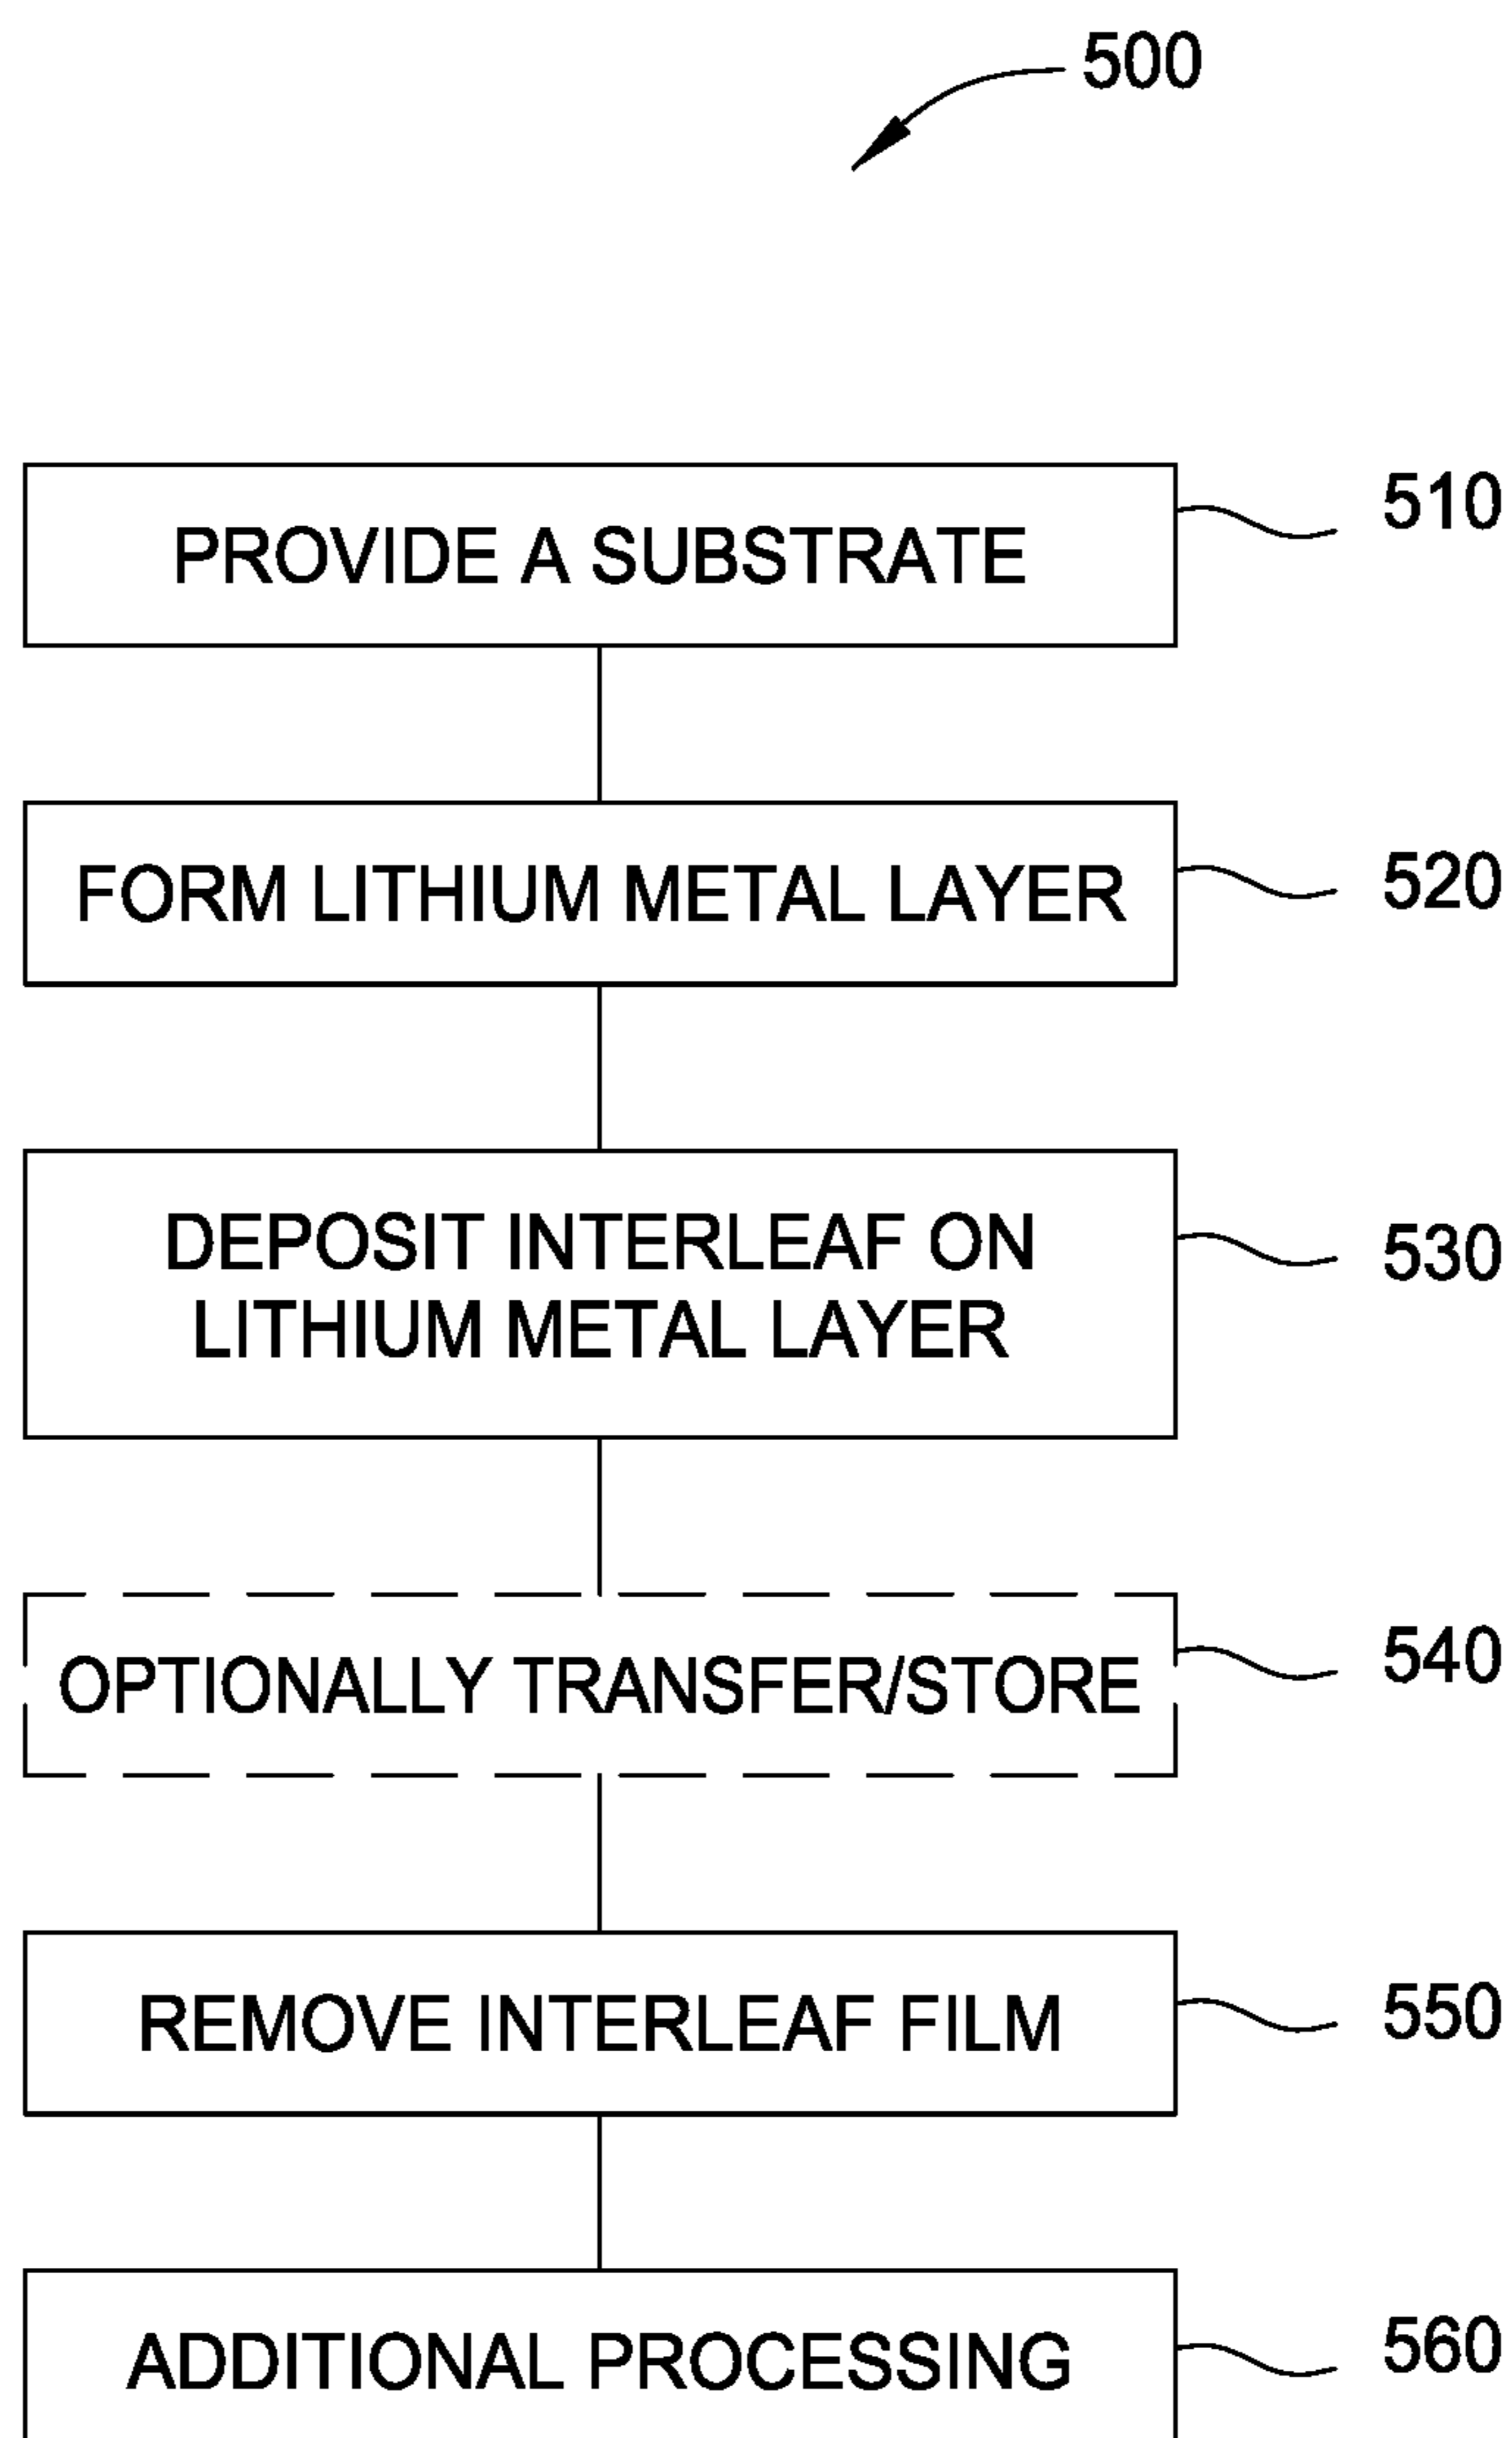 500
PROVIDE A SUBSTRATE
510
FORM LITHIUM METAL LAYER
520
DEPOSIT INTERLEAF ON
LITHIUM METAL LAYER
530
OPTIONALLY TRANSFER/STORE
540
REMOVE INTERLEAF FILM
550
ADDITIONAL PROCESSING
560